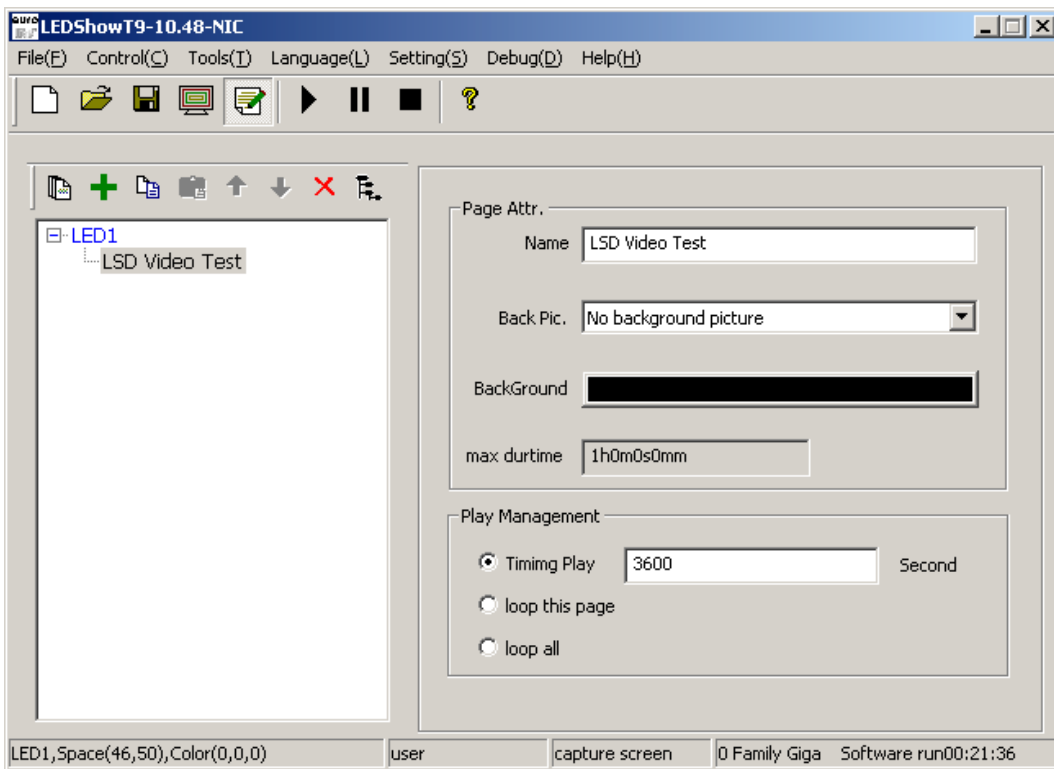 LEDShowT9-10.48-NIC
File(F) Control(C) Tools(T) Language(L) Setting(S) Debug(D) Help(H)
LED1
LSD Video Test
Page Attr.
Name LSD Video Test
Back Pic. No background picture
BackGround
max durtime 1h0m0s0mm
Play Management
Timimg Play 3600 Second
loop this page
loop all
LED1,Space(46,50),Color(0,0,0) user capture screen 0 Family Giga Software run00:21:36